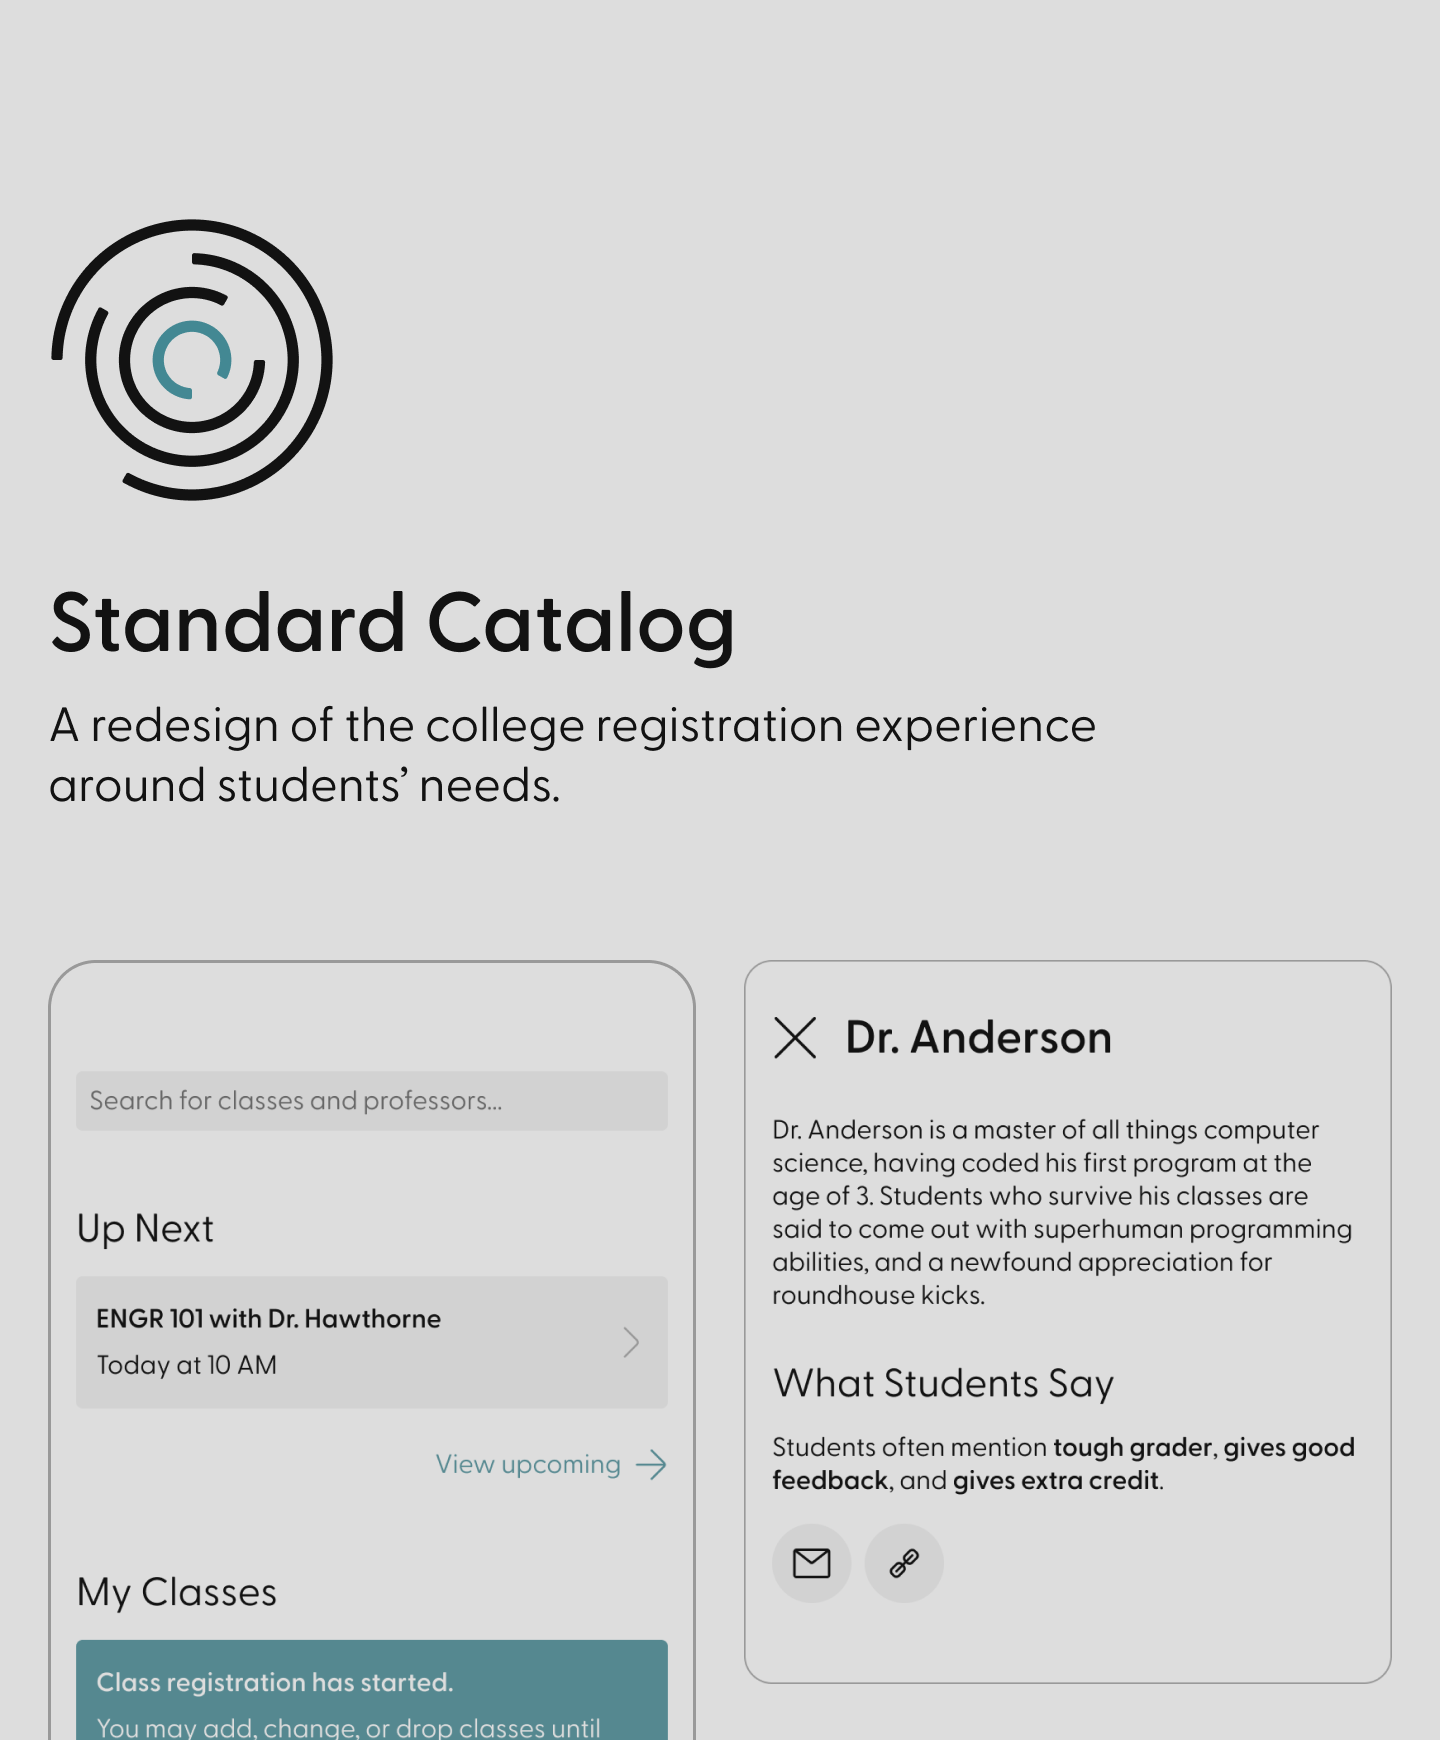 Standard Catalog
A redesign of the college registration experience
around students’ needs.
Search for classes and professors...
Up Next
ENGR 101 with Dr. Hawthorne
Today at 10 AM
View upcoming
My Classes
Class registration has started.
You may add, change, or drop classes until
Dr. Anderson
Dr. Anderson is a master of all things computer
science, having coded his first program at the
age of 3. Students who survive his classes are
said to come out with superhuman programming
abilities, and a newfound appreciation for
roundhouse kicks.
What Students Say
Students often mention tough grader, gives good
feedback, and gives extra credit.